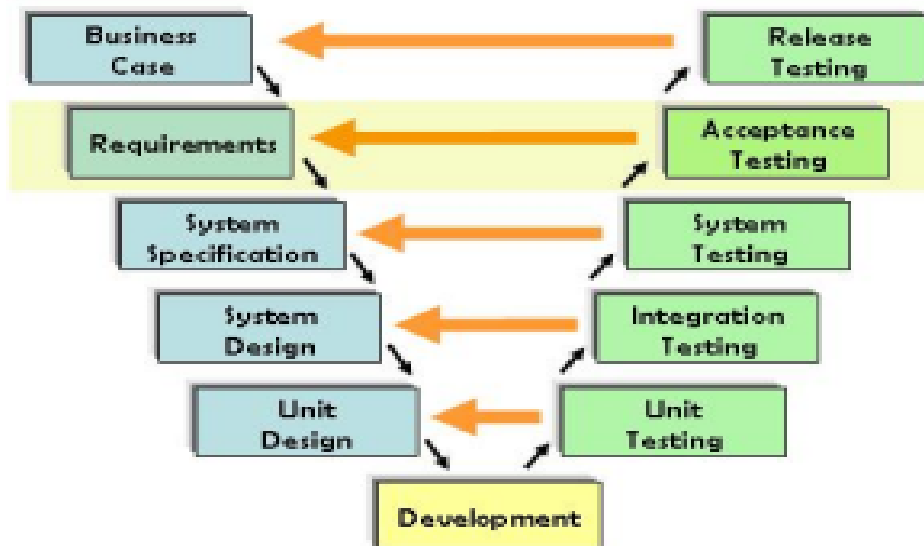 Business
Case
Release
Testing
Requirements
Acceptance
Testing
System
Specification
System
Testing
System
Design
Integration
Testing
Unit
Design
Unit
Testing
Development